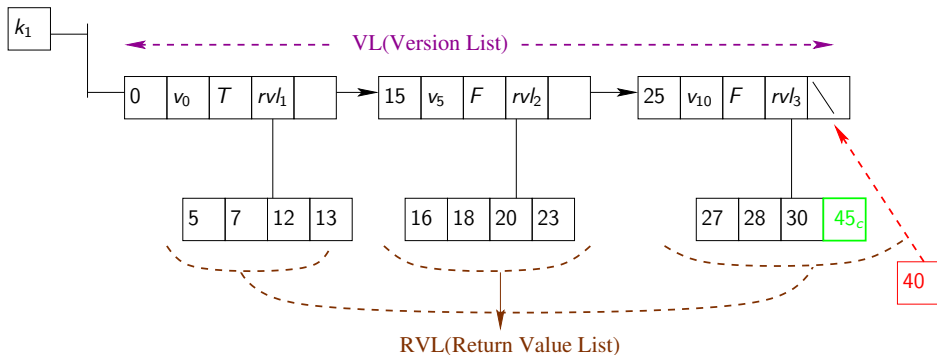 k₁
VL(Version List)
0 v₀ T rvl₁
15 v₅ F rvl₂
25 v₁₀ F rvl₃
5 7 12 13
16 18 20 23
27 28 30 45c
40
RVL(Return Value List)